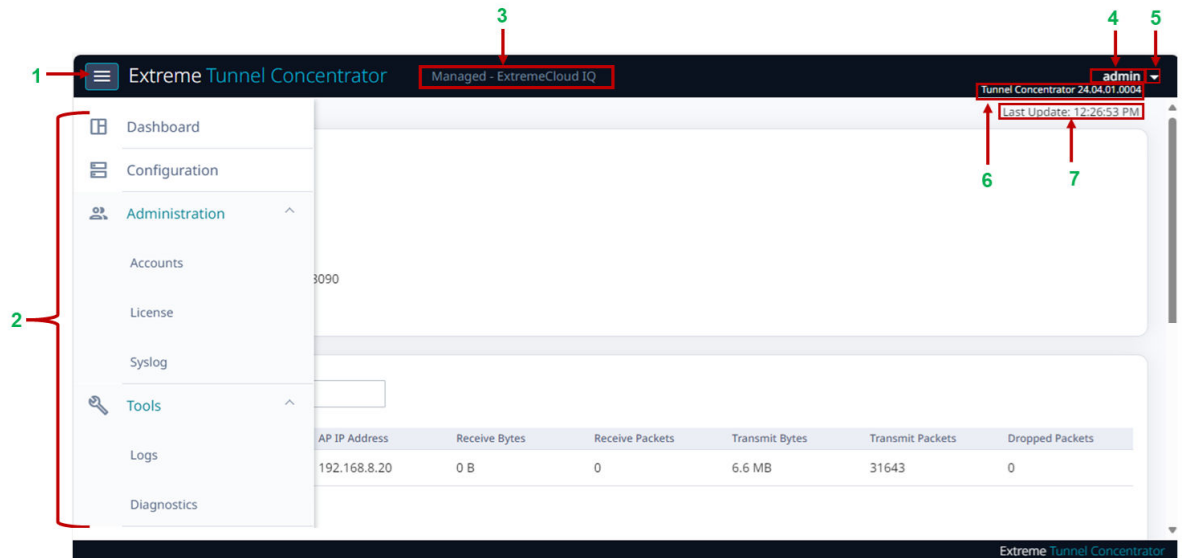 3
4 5
1
Extreme Tunnel Concentrator
Managed - ExtremeCloud IQ
admin
Tunnel Concentrator 24.04.01.0004
Last Update: 12:26:53 PM
6 7
2
Dashboard
Configuration
Administration
Accounts
License
Syslog
Tools
Logs
Diagnostics
8090
AP IP Address Receive Bytes Receive Packets Transmit Bytes Transmit Packets Dropped Packets
192.168.8.20 0 B 0 6.6 MB 31643 0
Extreme Tunnel Concentrator